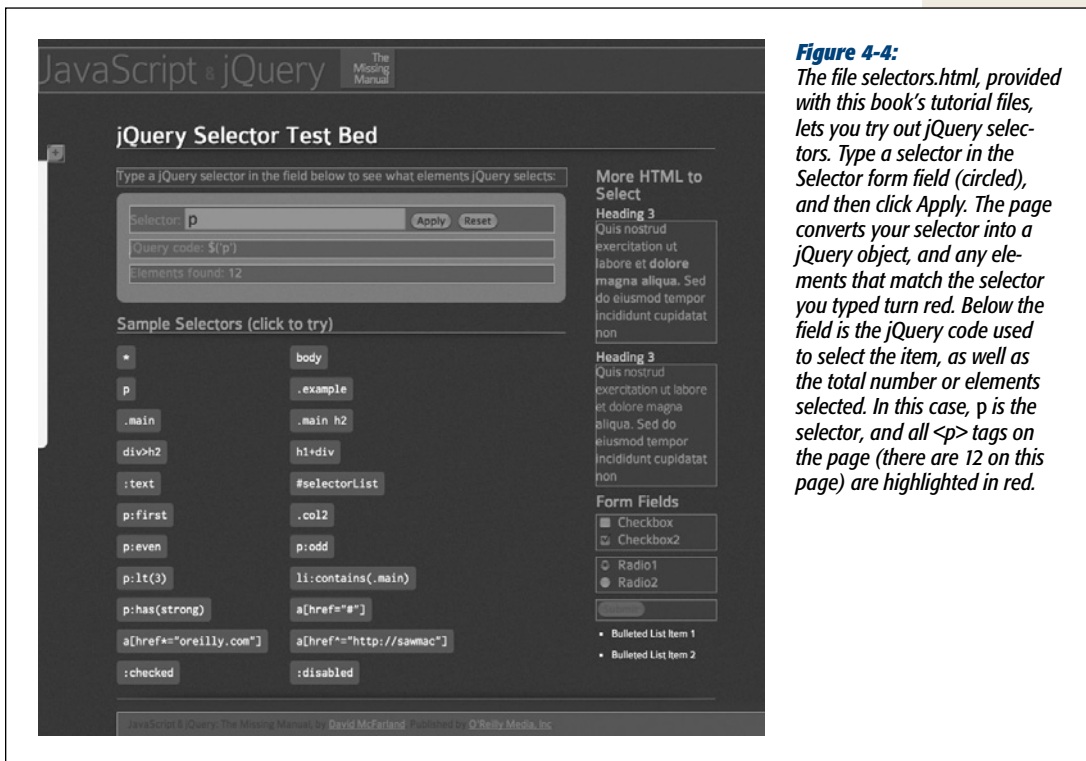 JavaScript & jQuery
The
Missing
Manual
jQuery Selector Test Bed
Type a jQuery selector in the field below to see what elements jQuery selects:
Selector: p Apply Reset
jQuery code: $('p')
Elements found: 12
Sample Selectors (click to try)
* body
p .example
.main .main h2
div>h2 h1+div
:text #selectorList
p:first .col2
p:even p:odd
p:lt(3) li:contains(.main)
p:has(strong) a[href="#"]
a[href*="oreilly.com"] a[href^="http://sawmac"]
:checked :disabled
More HTML to
Select
Heading 3
Quis nostrud
exercitation ut
labore et dolore
magna aliqua. Sed
do eiusmod tempor
incididunt cupidatat
non
Heading 3
Quis nostrud
exercitation ut labore
et dolore magna
aliqua. Sed do
eiusmod tempor
incididunt cupidatat
non
Form Fields
Checkbox
Checkbox2
Radio1
Radio2
• Bulleted List Item 1
• Bulleted List Item 2
JavaScript & jQuery: The Missing Manual, by David McFarland. Published by O'Reilly Media, Inc
Figure 4-4:
The file selectors.html, provided
with this book's tutorial files,
lets you try out jQuery selec-
tors. Type a selector in the
Selector form field (circled),
and then click Apply. The page
converts your selector into a
jQuery object, and any ele-
ments that match the selector
you typed turn red. Below the
field is the jQuery code used
to select the item, as well as
the total number or elements
selected. In this case, p is the
selector, and all <p> tags on
the page (there are 12 on this
page) are highlighted in red.